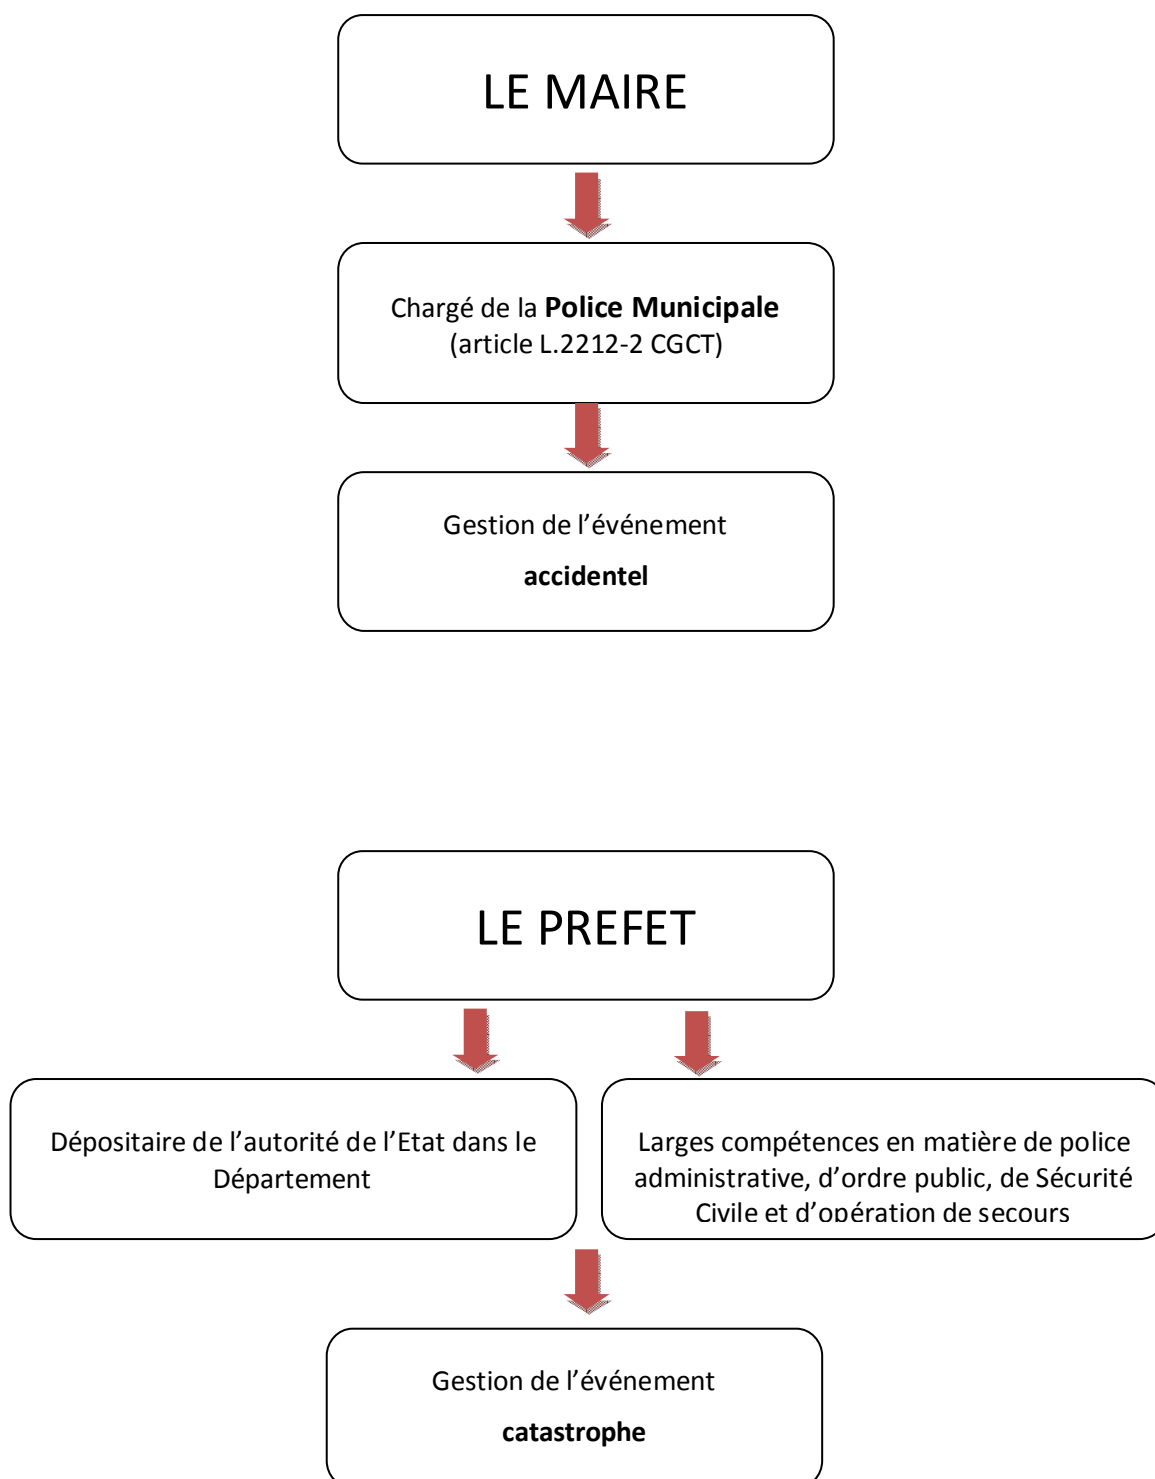 LE MAIRE
Chargé de la Police Municipale
(article L.2212-2 CGCT)
Gestion de l’événement
accidentel
LE PREFET
Dépositaire de l’autorité de l’Etat dans le
Département
Larges compétences en matière de police
administrative, d’ordre public, de Sécurité
Civile et d’opération de secours
Gestion de l’événement
catastrophe